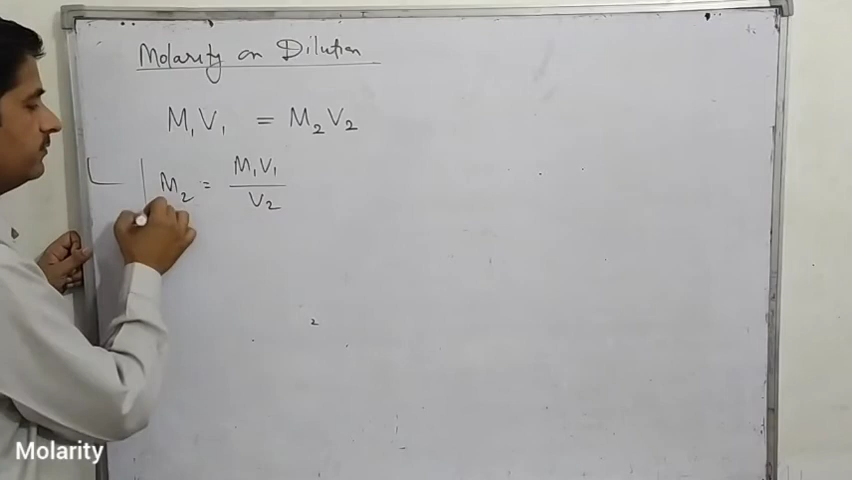 Molarity on Dilution
M₁V₁ = M₂V₂
M₂ = M₁V₁ / V₂
Molarity